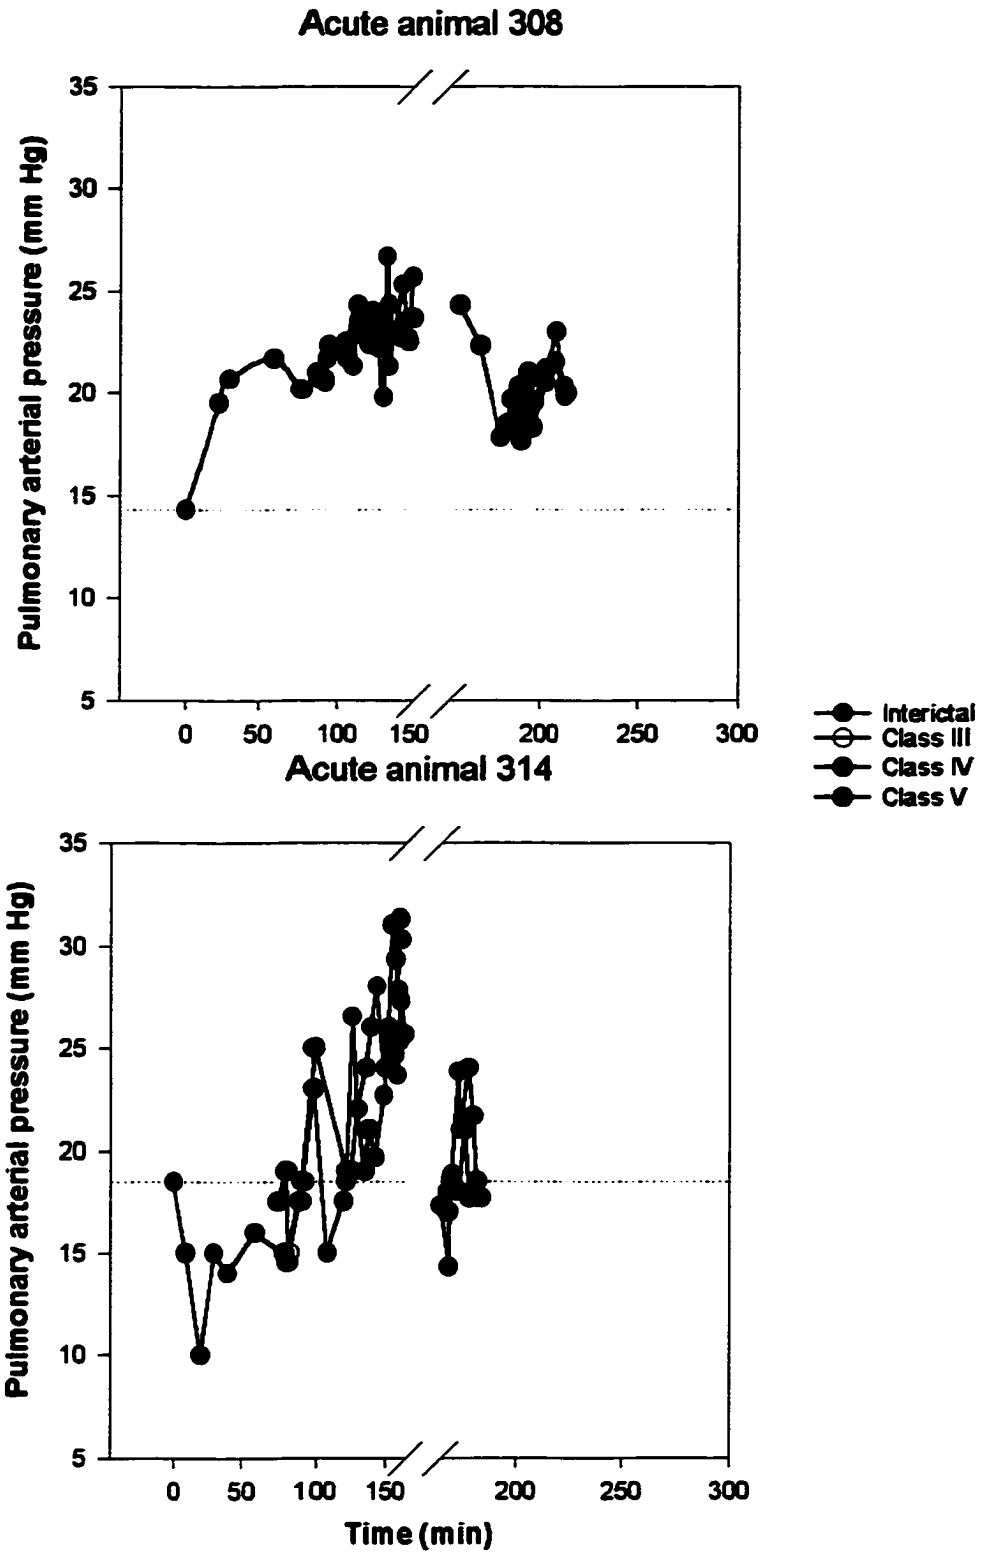 Acute animal 308
Pulmonary arterial pressure (mm Hg)
35
30
25
20
15
10
5
0 50 100 150 200 250 300
Interictal
Class III
Class IV
Class V
Acute animal 314
Pulmonary arterial pressure (mm Hg)
35
30
25
20
15
10
5
0 50 100 150 200 250 300
Time (min)